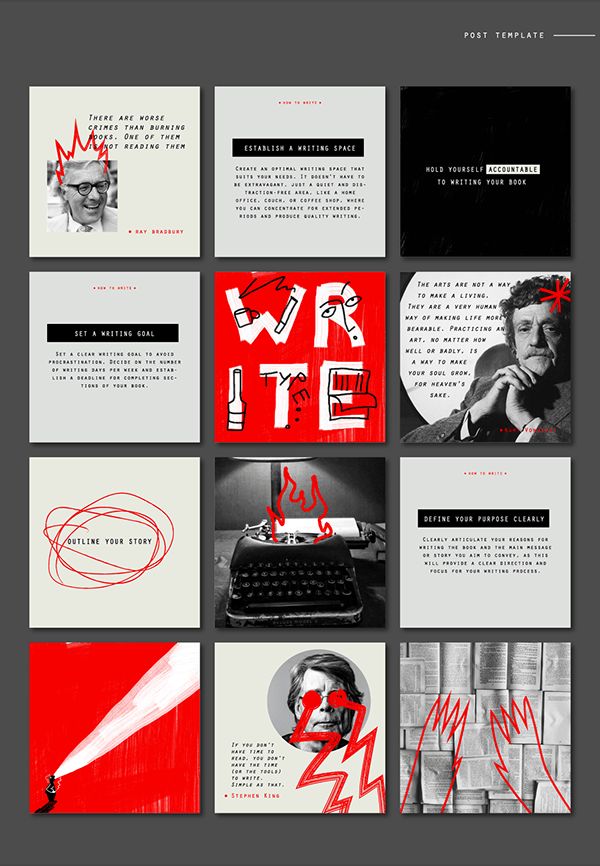 POST TEMPLATE
THERE ARE WORSE
CRIMES THAN BURNING
BOOKS. ONE OF THEM
IS NOT READING THEM
RAY BRADBURY
HOW TO WRITE
ESTABLISH A WRITING SPACE
CREATE AN OPTIMAL WRITING SPACE THAT
SUITS YOUR NEEDS. IT DOESN'T HAVE TO
BE EXTRAVAGANT, JUST A QUIET AND DIS-
TRACTION-FREE AREA, LIKE A HOME
OFFICE, COUCH, OR COFFEE SHOP, WHERE
YOU CAN CONCENTRATE FOR EXTENDED PE-
RIODS AND PRODUCE QUALITY WRITING.
HOLD YOURSELF ACCOUNTABLE
TO WRITING YOUR BOOK
HOW TO WRITE
SET A WRITING GOAL
SET A CLEAR WRITING GOAL TO AVOID
PROCRASTINATION. DECIDE ON THE NUMBER
OF WRITING DAYS PER WEEK AND ESTAB-
LISH A DEADLINE FOR COMPLETING SEC-
TIONS OF YOUR BOOK.
WR
TYPE.
ITE
THE ARTS ARE NOT A WAY
TO MAKE A LIVING.
THEY ARE A VERY HUMAN
WAY OF MAKING LIFE MORE
BEARABLE. PRACTICING AN
ART, NO MATTER HOW
WELL OR BADLY, IS
A WAY TO MAKE
YOUR SOUL GROW,
FOR HEAVEN'S
SAKE.
OUTLINE YOUR STORY
HOW TO WRITE
DEFINE YOUR PURPOSE CLEARLY
CLEARLY ARTICULATE YOUR REASONS FOR
WRITING THE BOOK AND THE MAIN MESSAGE
OR STORY YOU AIM TO CONVEY, AS THIS
WILL PROVIDE A CLEAR DIRECTION AND
FOCUS FOR YOUR WRITING PROCESS.
IF YOU DON'T
HAVE TIME TO
READ, YOU DON'T
HAVE THE TIME
(OR THE TOOLS)
TO WRITE.
SIMPLE AS THAT.
STEPHEN KING